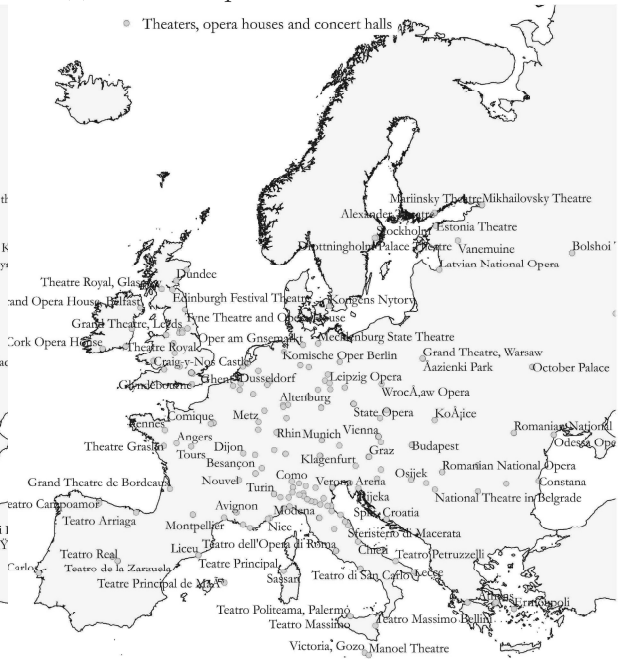 Theaters, opera houses and concert halls
Mariinsky Theatre
Mikhailovsky Theatre
Stockholm
Estonia Theatre
Drottningholm Palace Theatre
Vanemuine
Bolshoi
Latvian National Opera
Dundee
Theatre Royal, Glasgow
Edinburgh Festival Theatre
Kongens Nytorv
rand Opera House, Belfast
Grand Theatre, Leeds
Tyne Theatre and Opera House
Oper am Gnsemarkt
Mecklenburg State Theatre
Cork Opera House
Theatre Royal
Komische Oper Berlin
Grand Theatre, Warsaw
Craig-y-Nos Castle
Åazienki Park
October Palace
Glyndebourne
Ghent
Dusseldorf
Leipzig Opera
WrocÅ,aw Opera
Altenburg
Comique
Metz
State Opera
KoÅ¡ice
Rennes
Romanian National
Angers
Rhin
Munich
Vienna
Odessa Ope
Theatre Graslin
Tours
Dijon
Graz
Budapest
Besançon
Klagenfurt
Romanian National Opera
Grand Theatre de Bordeaux
Nouvel
Como
Verona Arena
Osijek
Constana
Turin
Rijeka
National Theatre in Belgrade
eatro Campoamor
Avignon
Modena
Split, Croatia
Teatro Arriaga
Montpellier
Nice
Sferisterio di Macerata
Teatro Real
Liceu
Teatro dell'Opera di Roma
Chieti
Teatro Petruzzelli
Carlos
Teatro de la Zarzuela
Teatre Principal
Teatre Principal de MaÃ³
Sassari
Teatro di San Carlo
Lecce
Athens
Ermoupoli
Teatro Politeama, Palermo
Teatro Massimo
Teatro Massimo Bellini
Victoria, Gozo
Manoel Theatre